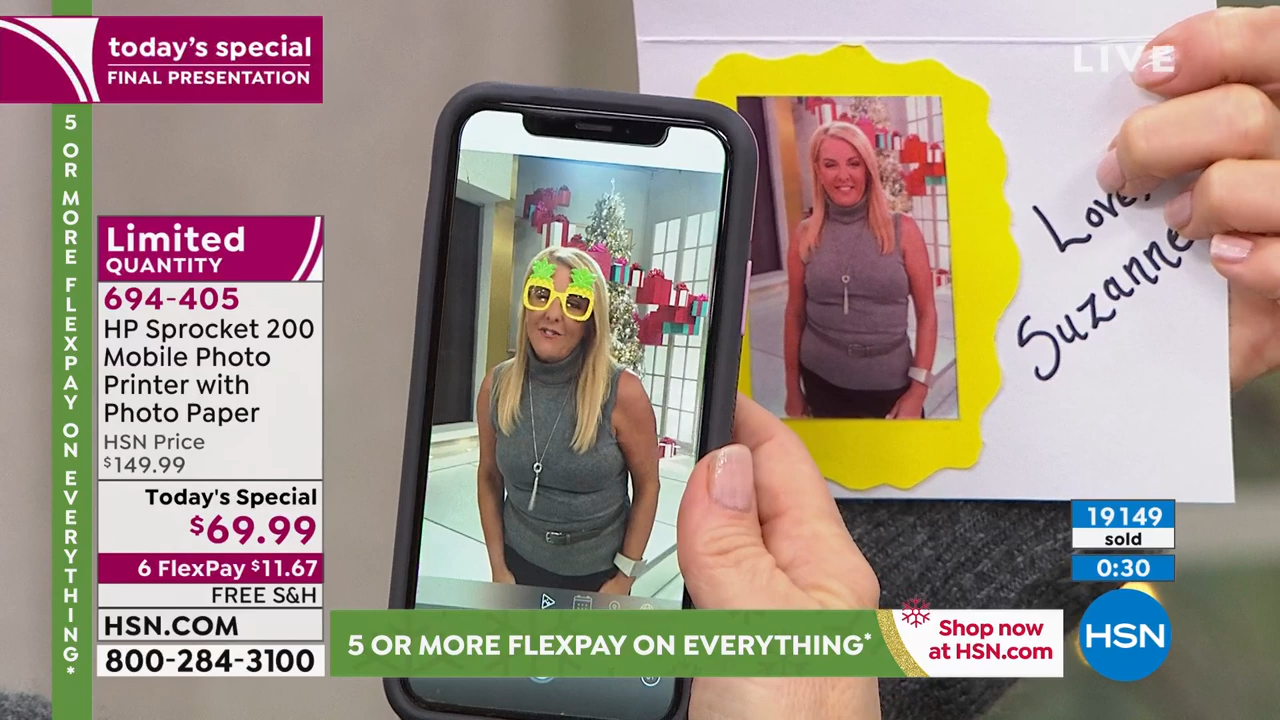 today's special
FINAL PRESENTATION
LIVE
5 OR MORE FLEXPAY ON EVERYTHING*
Limited
QUANTITY
694-405
HP Sprocket 200
Mobile Photo
Printer with
Photo Paper
HSN Price
$149.99
Today's Special
$69.99
6 FlexPay $11.67
FREE S&H
HSN.COM
800-284-3100
Love,
Suzanne
19149
sold
0:30
5 OR MORE FLEXPAY ON EVERYTHING*
Shop now
at HSN.com
HSN